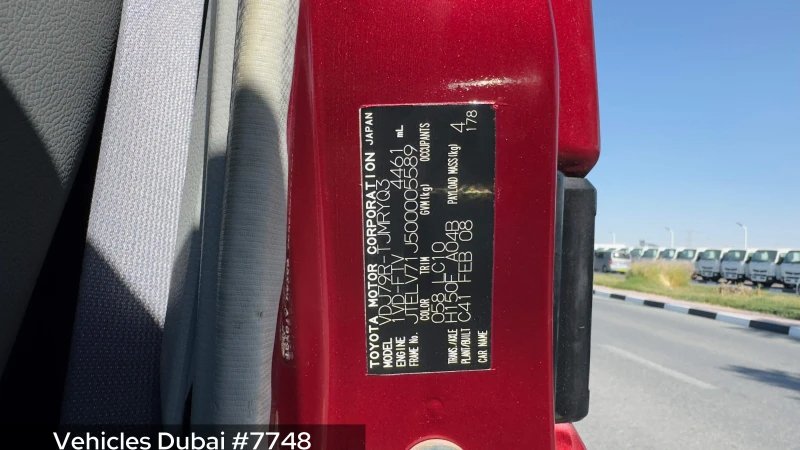 TOYOTA MOTOR CORPORATION JAPAN
MODEL VDJ79R-TJMRYQ3
ENGINE 1VD-FTV 4461 mL
FRAME No. JTELV71J500005589
COLOR TRIM GVM(kg) OCCUPANTS
058 LC10 4
TRANS./AXLE H150F A04B PAYLOAD MASS(kg) 178
PLANT/BUILT C41 FEB 08
CAR NAME
Vehicles Dubai #7748